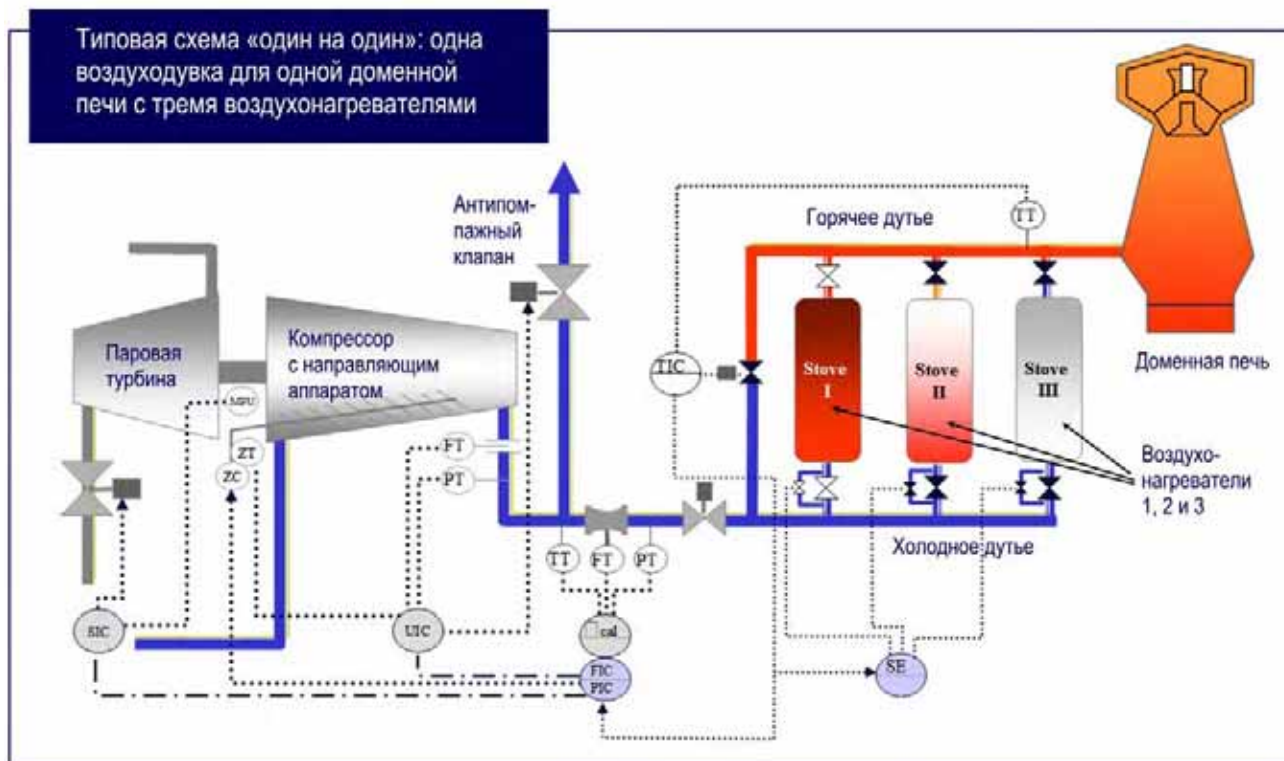 Типовая схема «один на один»: одна
воздуходувка для одной доменной
печи с тремя воздухонагревателями
Антипом-
пажный
клапан
Горячее дутье
TT
Паровая
турбина
Компрессор
с направляющим
аппаратом
TIC
Stove
I
Stove
II
Stove
III
Доменная печь
ZT
ZC
FT
PT
Воздухо-
нагреватели
1, 2 и 3
Холодное дутье
TT
FT
PT
SIC
UIC
cal
FIC
PIC
SE